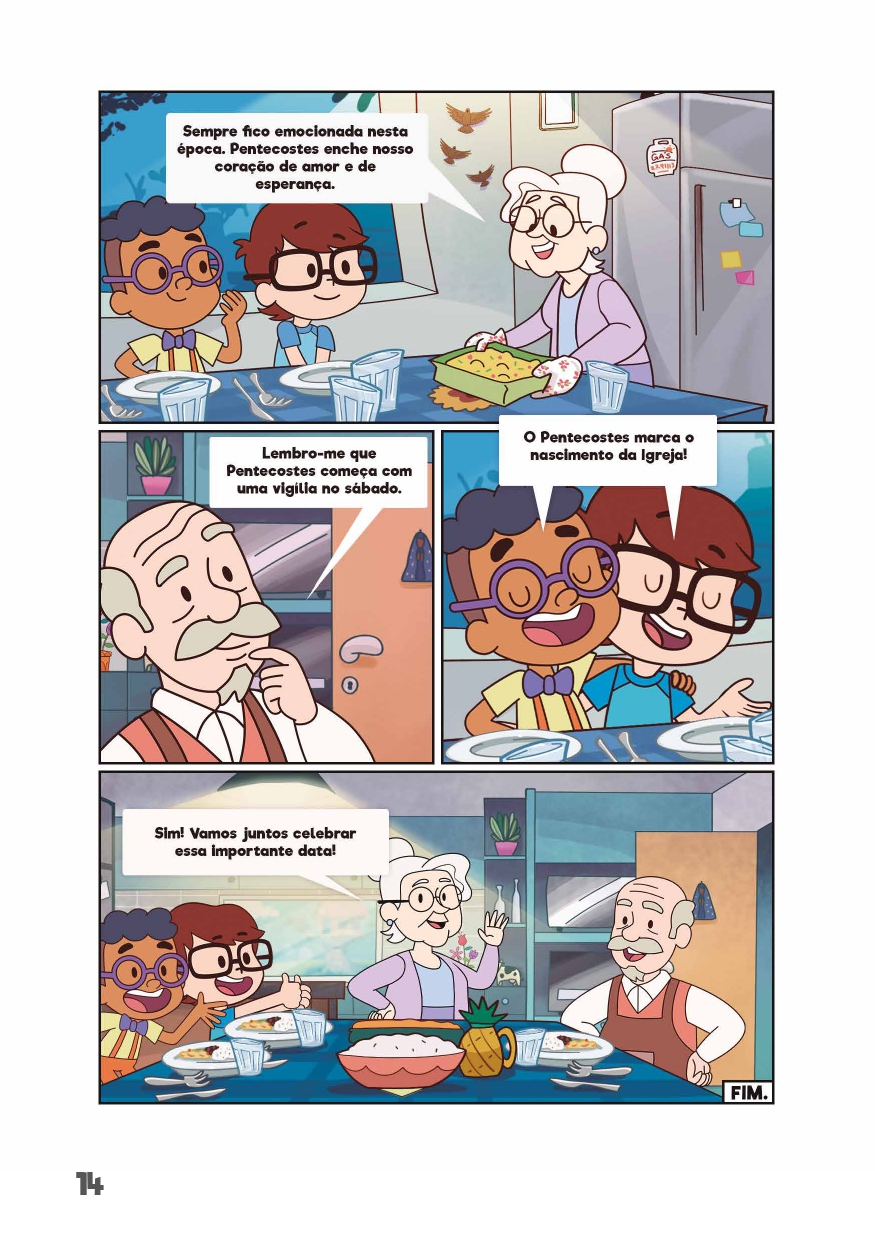 Sempre fico emocionada nesta
época. Pentecostes enche nosso
coração de amor e de
esperança.
GÁS
Lembro-me que
Pentecostes começa com
uma vigília no sábado.
O Pentecostes marca o
nascimento da Igreja!
Sim! Vamos juntos celebrar
essa importante data!
FIM.
14